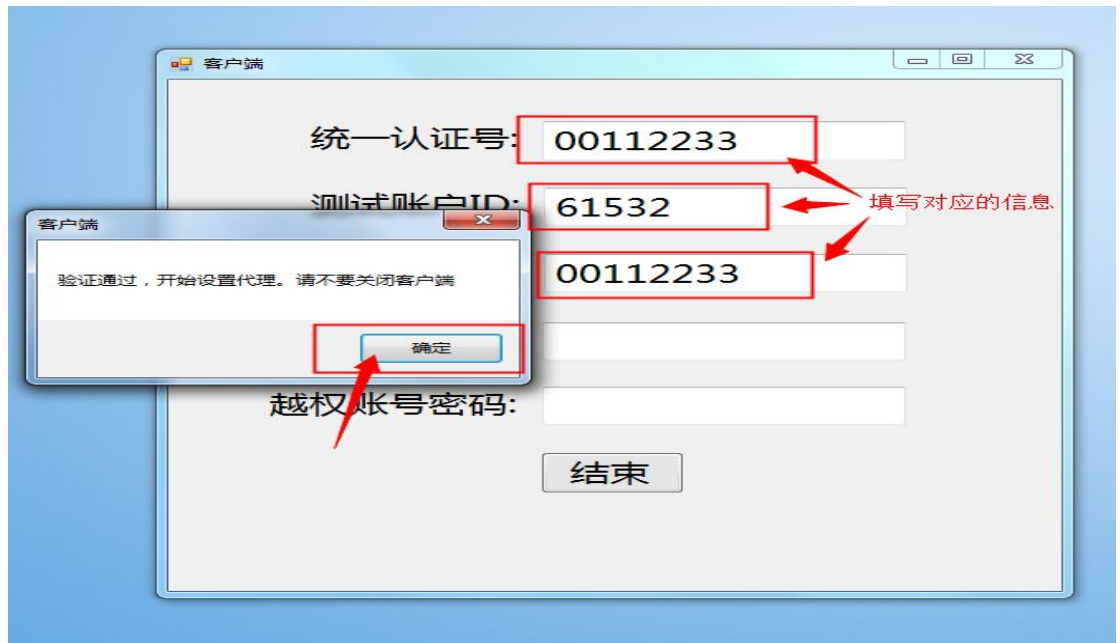 客户端
统一认证号:
00112233
测试账户ID:
61532
填写对应的信息
客户端
验证通过，开始设置代理。请不要关闭客户端
00112233
确定
越权账号密码:
结束